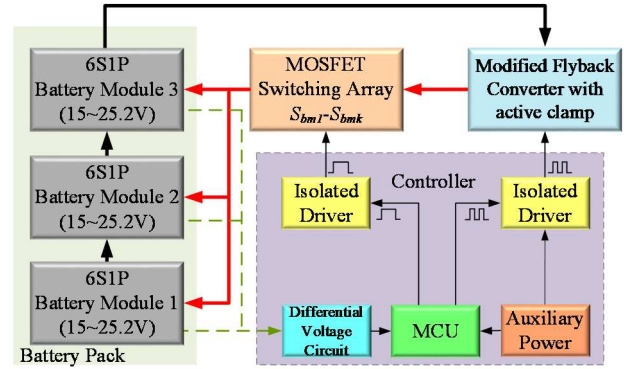 6S1P
Battery Module 3
(15~25.2V)
6S1P
Battery Module 2
(15~25.2V)
6S1P
Battery Module 1
(15~25.2V)
Battery Pack
MOSFET
Switching Array
Sbm1-Sbmk
Modified Flyback
Converter with
active clamp
Controller
Isolated
Driver
Isolated
Driver
Differential
Voltage
Circuit
MCU
Auxiliary
Power